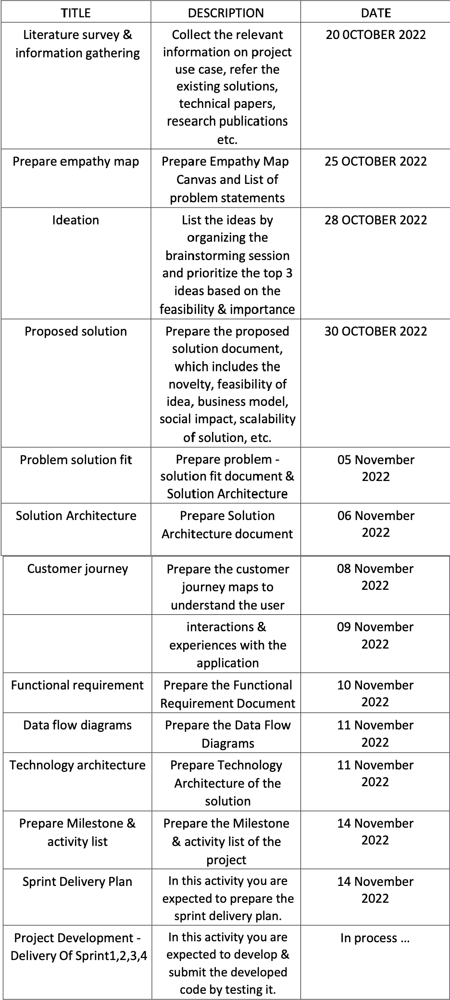 TITLE
DESCRIPTION
DATE
Literature survey &
information gathering
Collect the relevant
information on project
use case, refer the
existing solutions,
technical papers,
research publications
etc.
20 0CTOBER 2022
Prepare empathy map
Prepare Empathy Map
Canvas and List of
problem statements
25 OCTOBER 2022
Ideation
List the ideas by
organizing the
brainstorming session
and prioritize the top 3
ideas based on the
feasibility & importance
28 OCTOBER 2022
Proposed solution
Prepare the proposed
solution document,
which includes the
novelty, feasibility of
idea, business model,
social impact, scalability
of solution, etc.
30 OCTOBER 2022
Problem solution fit
Prepare problem -
solution fit document &
Solution Architecture
05 November
2022
Solution Architecture
Prepare Solution
Architecture document
06 November
2022
Customer journey
Prepare the customer
journey maps to
understand the user
08 November
2022
interactions &
experiences with the
application
09 November
2022
Functional requirement
Prepare the Functional
Requirement Document
10 November
2022
Data flow diagrams
Prepare the Data Flow
Diagrams
11 November
2022
Technology architecture
Prepare Technology
Architecture of the
solution
11 November
2022
Prepare Milestone &
activity list
Prepare the Milestone
& activity list of the
project
14 November
2022
Sprint Delivery Plan
In this activity you are
expected to prepare the
sprint delivery plan.
14 November
2022
Project Development -
Delivery Of Sprint1,2,3,4
In this activity you are
expected to develop &
submit the developed
code by testing it.
In process ...